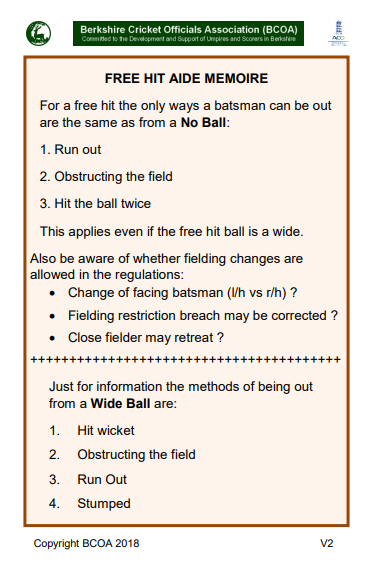 Berkshire Cricket Officials Association (BCOA)
Committed to the Development and Support of Umpires and Scorers in Berkshire
FREE HIT AIDE MEMOIRE
For a free hit the only ways a batsman can be out
are the same as from a No Ball:
1. Run out
2. Obstructing the field
3. Hit the ball twice
This applies even if the free hit ball is a wide.
Also be aware of whether fielding changes are
allowed in the regulations:
• Change of facing batsman (l/h vs r/h) ?
• Fielding restriction breach may be corrected ?
• Close fielder may retreat ?
++++++++++++++++++++++++++++++++++++++++
Just for information the methods of being out
from a Wide Ball are:
1. Hit wicket
2. Obstructing the field
3. Run Out
4. Stumped
Copyright BCOA 2018 V2